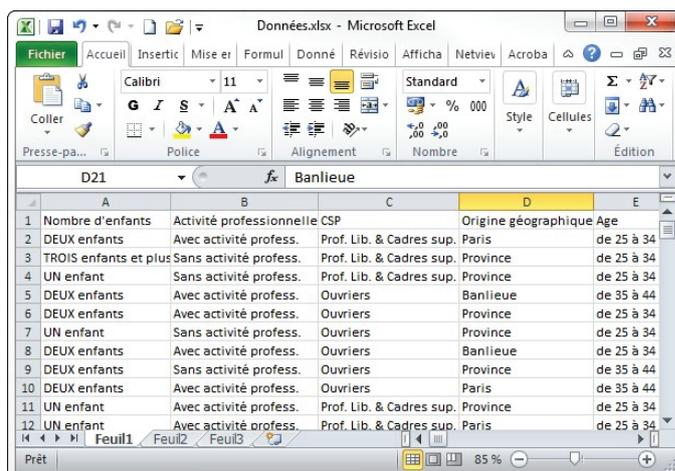 Données.xlsx - Microsoft Excel
Fichier Accueil Insertic Mise er Formul Donné Révisio Afficha Netviev Acroba
Coller
Calibri 11
Standard
G I S A A
% 000
Style Cellules
Presse-pa... Police Alignement Nombre Édition
D21 fx Banlieue
A B C D E
1 Nombre d'enfants Activité professionnelle CSP Origine géographique Age
2 DEUX enfants Avec activité profess. Prof. Lib. & Cadres sup. Paris de 25 à 34
3 TROIS enfants et plus Sans activité profess. Prof. Lib. & Cadres sup. Province de 25 à 34
4 UN enfant Sans activité profess. Prof. Lib. & Cadres sup. Province de 25 à 34
5 DEUX enfants Avec activité profess. Ouvriers Banlieue de 35 à 44
6 DEUX enfants Avec activité profess. Ouvriers Province de 25 à 34
7 UN enfant Sans activité profess. Ouvriers Province de 25 à 34
8 DEUX enfants Avec activité profess. Ouvriers Banlieue de 25 à 34
9 DEUX enfants Sans activité profess. Ouvriers Province de 35 à 44
10 DEUX enfants Avec activité profess. Ouvriers Paris de 35 à 44
11 UN enfant Avec activité profess. Prof. Lib. & Cadres sup. Province de 25 à 34
12 UN enfant Avec activité profess. Prof. Lib. & Cadres sup. Paris de 25 à 34
Feuil1 Feuil2 Feuil3
Prêt 85 %